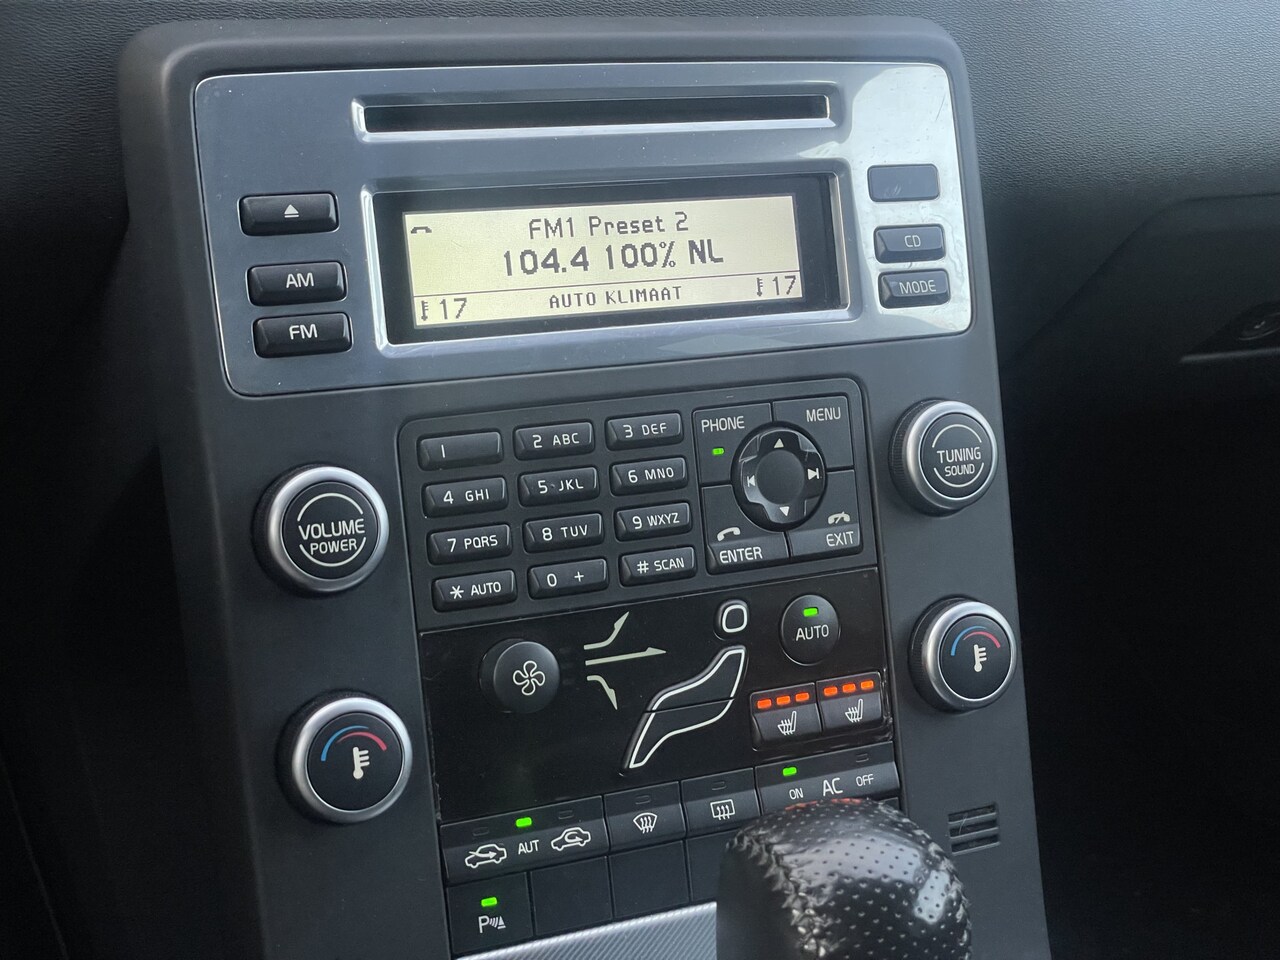 FM1 Preset 2
104.4 100% NL
17 AUTO KLIMAAT 17
AM
FM
CD
MODE
1
2 ABC
3 DEF
4 GHI
5 JKL
6 MNO
7 PQRS
8 TUV
9 WXYZ
* AUTO
0 +
# SCAN
PHONE
MENU
ENTER
EXIT
VOLUME
POWER
TUNING
SOUND
AUTO
AUT
ON AC OFF
P